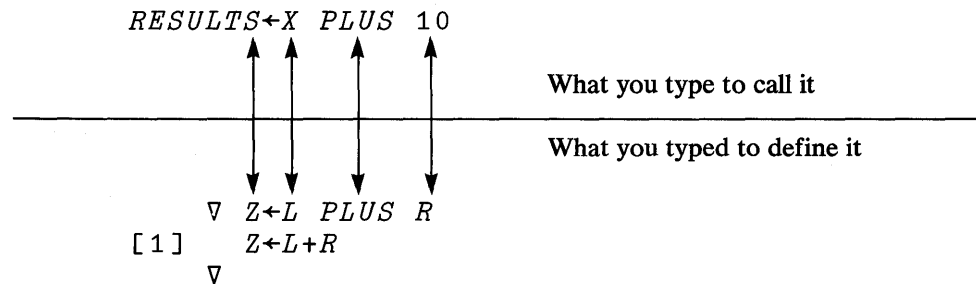 RESULTS←X PLUS 10
What you type to call it
What you typed to define it
∇ Z←L PLUS R
[1] Z←L+R
∇